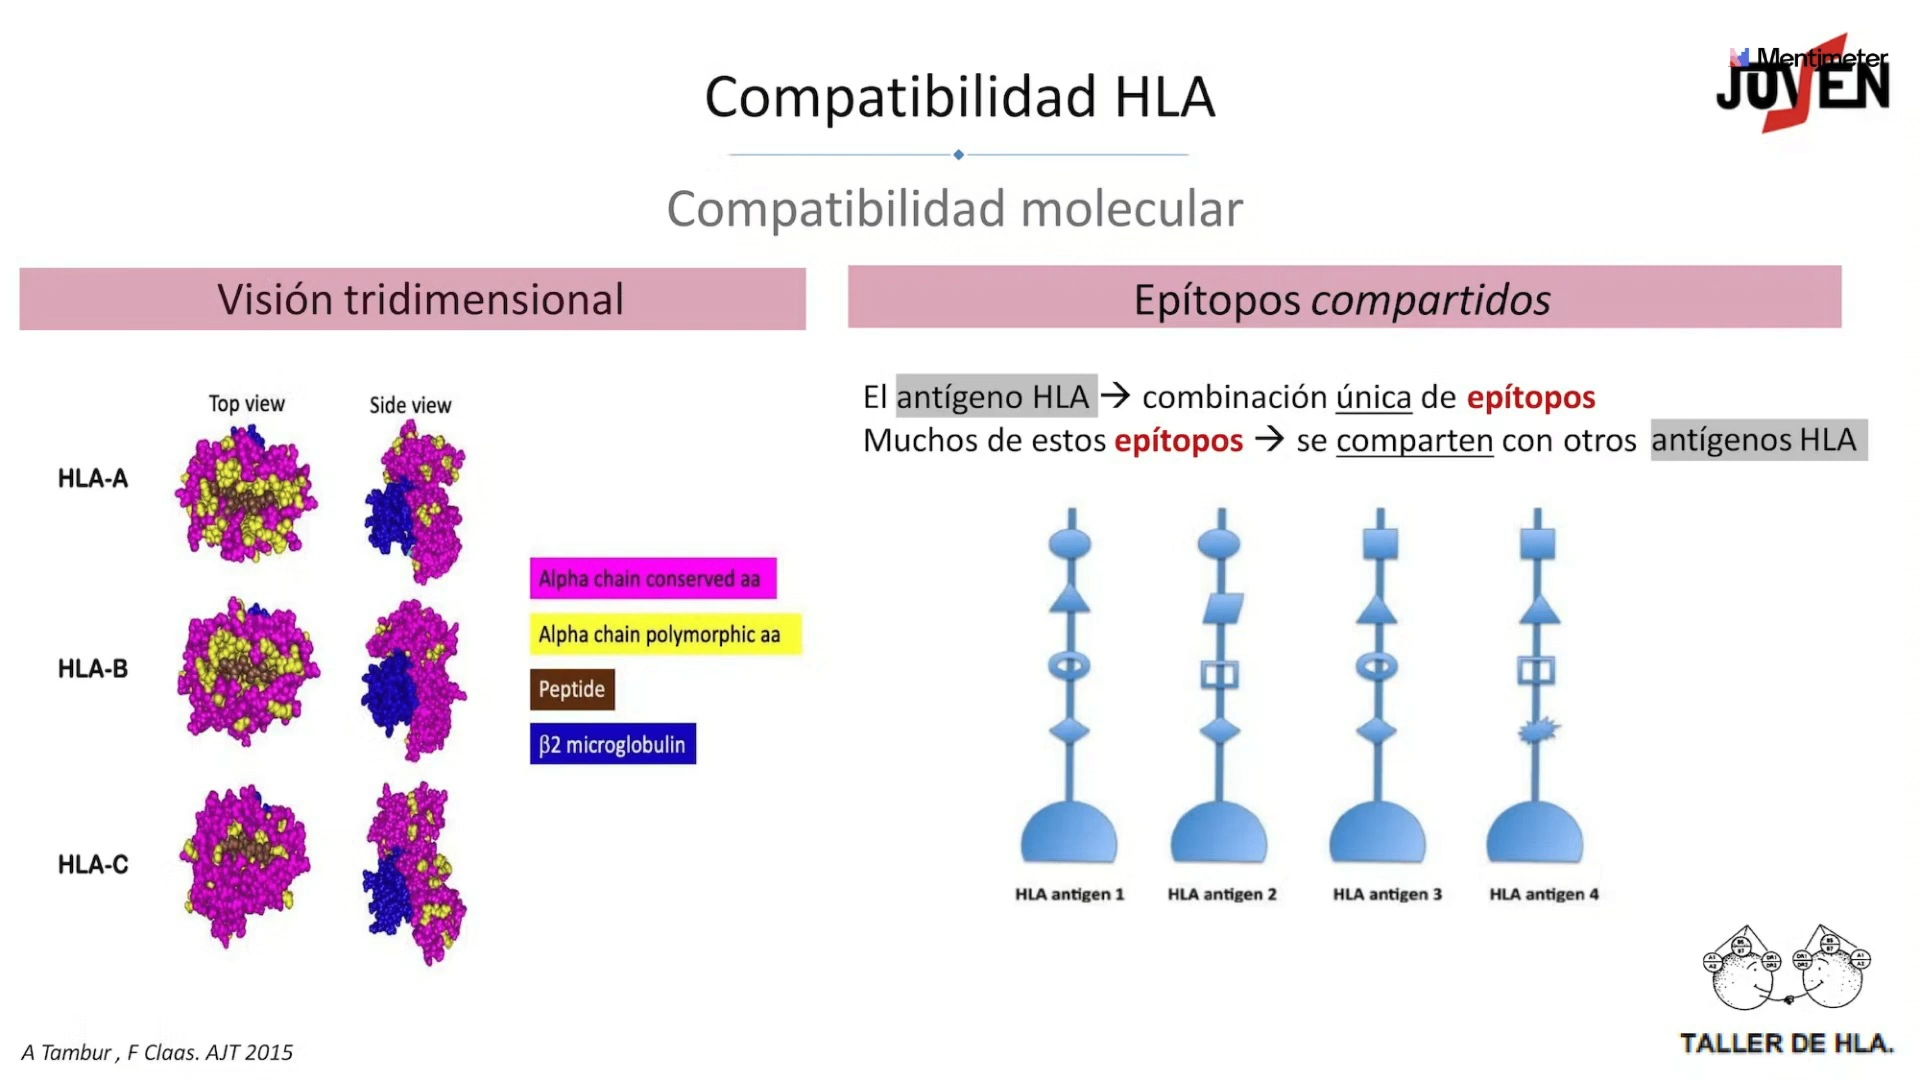 Mentimeter
JOVEN
Compatibilidad HLA
Compatibilidad molecular
Visión tridimensional
Epítopos compartidos
Top view
Side view
HLA-A
HLA-B
HLA-C
Alpha chain conserved aa
Alpha chain polymorphic aa
Peptide
β2 microglobulin
El antígeno HLA → combinación única de epítopos
Muchos de estos epítopos → se comparten con otros antígenos HLA
HLA antigen 1
HLA antigen 2
HLA antigen 3
HLA antigen 4
A Tambur , F Claas. AJT 2015
TALLER DE HLA.